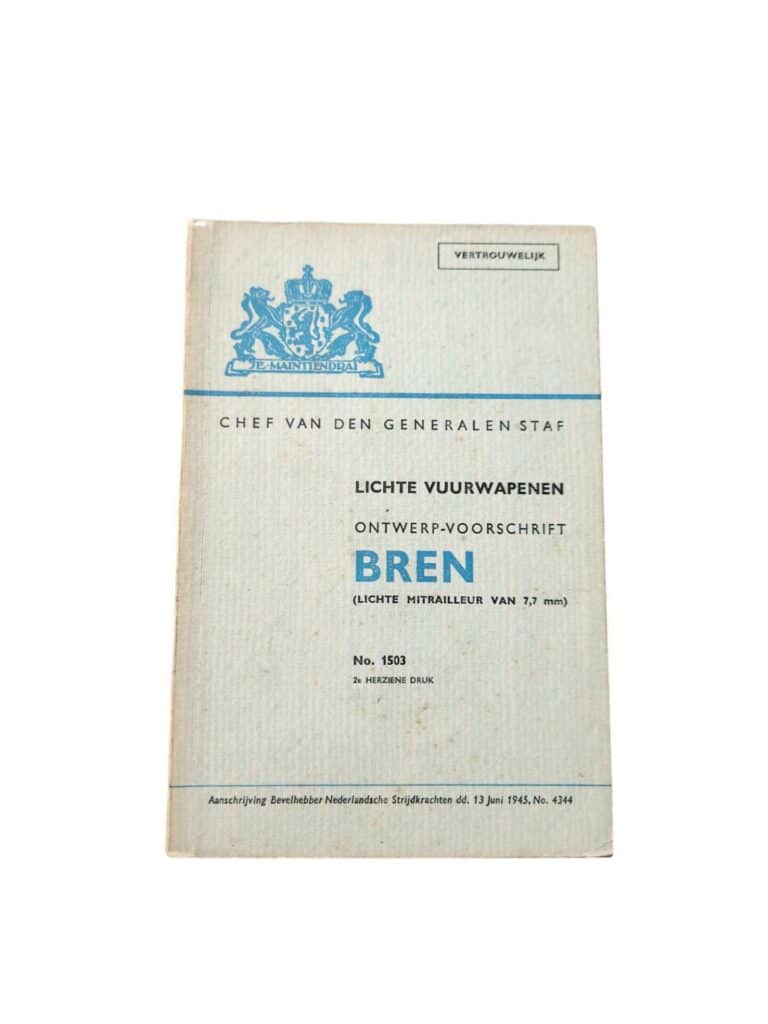 VERTROUWELIJK
JE·MAINTIENDRAI
CHEF VAN DEN GENERALEN STAF
LICHTE VUURWAPENEN
ONTWERP-VOORSCHRIFT
BREN
(LICHTE MITRAILLEUR VAN 7,7 mm)
No. 1503
2e HERZIENE DRUK
Aanschrijving Bevelhebber Nederlandsche Strijdkrachten dd. 13 Juni 1945, No. 4344